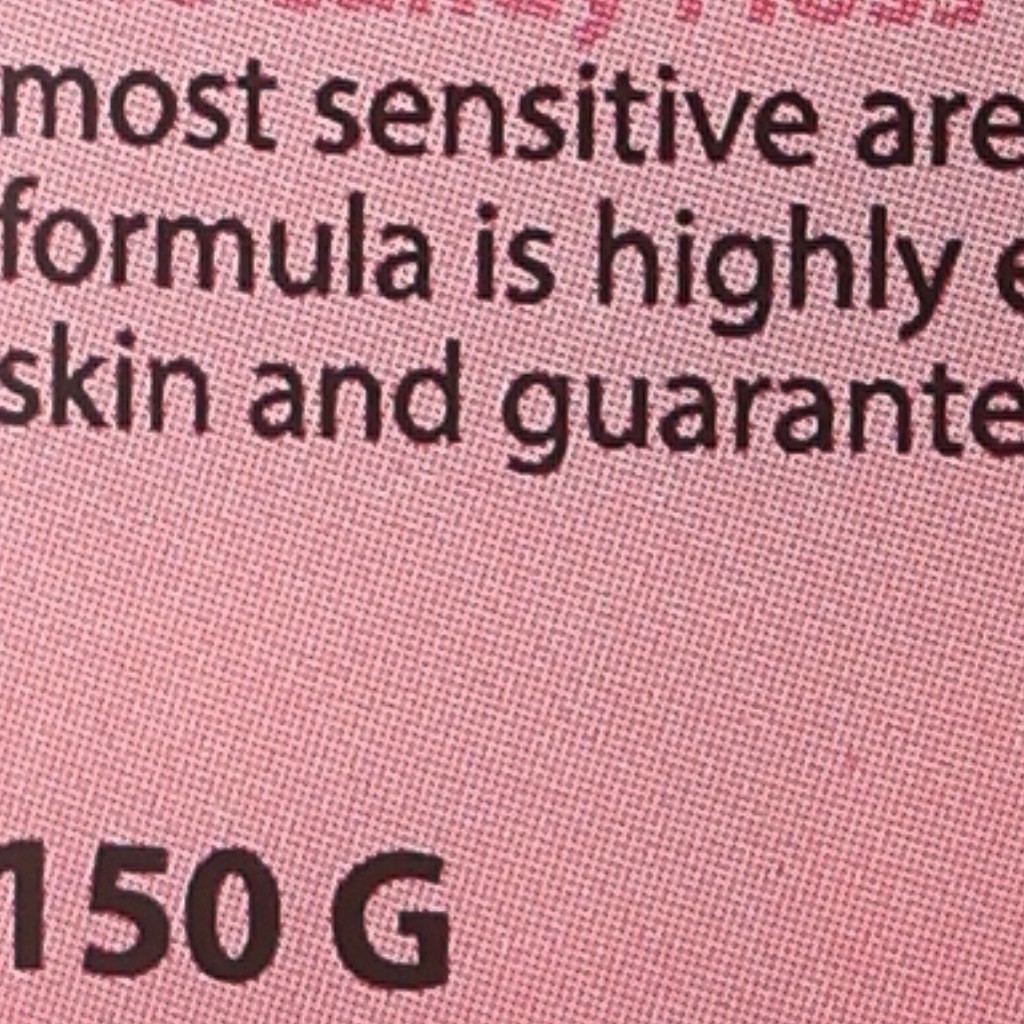 most sensitive are
formula is highly e
skin and guarante
150 G